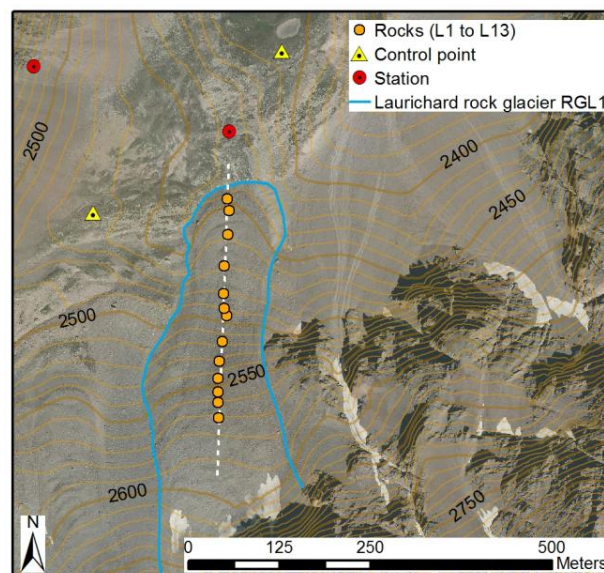 Rocks (L1 to L13)
Control point
Station
Laurichard rock glacier RGL1
2500
2400
2450
2500
2550
2600
2750
N
0 125 250 500
Meters